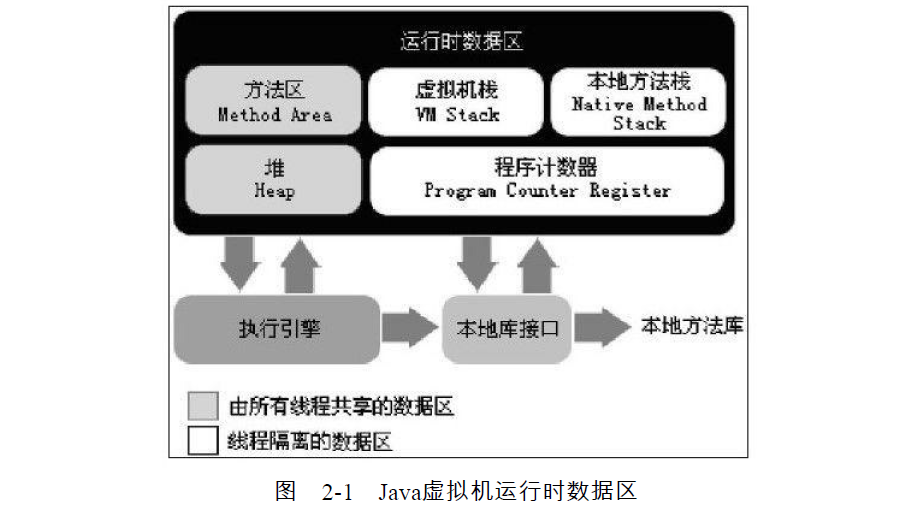 运行时数据区
方法区
Method Area
虚拟机栈
VM Stack
本地方法栈
Native Method
Stack
堆
Heap
程序计数器
Program Counter Register
执行引擎
本地库接口
本地方法库
由所有线程共享的数据区
线程隔离的数据区
图 2-1 Java虚拟机运行时数据区